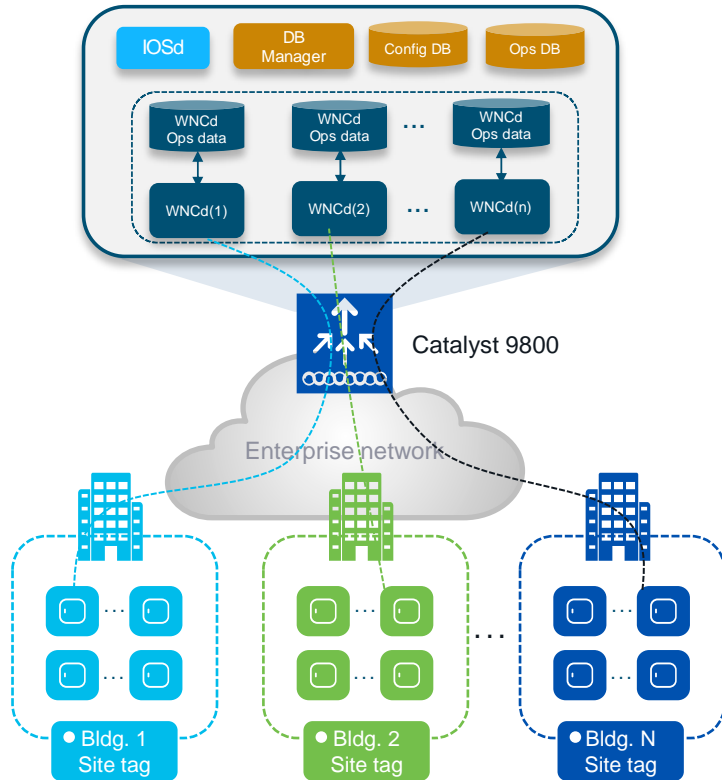 IOSd
DB
Manager
Config DB
Ops DB
WNCd
Ops data
WNCd
Ops data
...
WNCd
Ops data
WNCd(1)
WNCd(2)
...
WNCd(n)
Catalyst 9800
Enterprise network
...
...
...
...
...
...
...
Bldg. 1
Site tag
Bldg. 2
Site tag
Bldg. N
Site tag